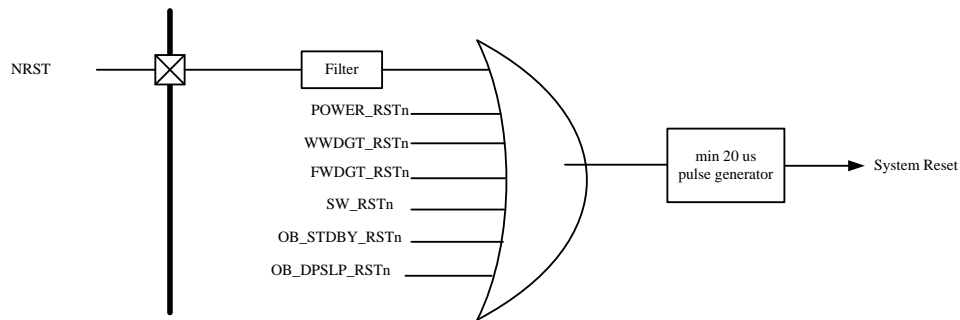 NRST
Filter
POWER_RSTn
WWDGT_RSTn
FWDGT_RSTn
SW_RSTn
OB_STDBY_RSTn
OB_DPSLP_RSTn
min 20 us
pulse generator
System Reset